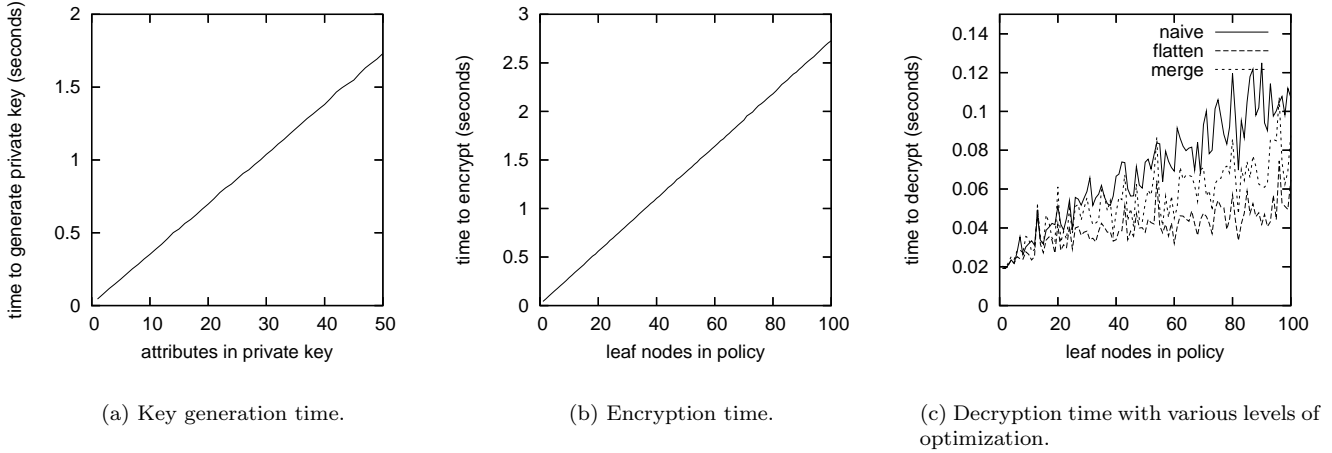 time to generate private key (seconds)
2
1.5
1
0.5
0
0 10 20 30 40 50
attributes in private key
(a) Key generation time.
time to encrypt (seconds)
3
2.5
2
1.5
1
0.5
0
0 20 40 60 80 100
leaf nodes in policy
(b) Encryption time.
time to decrypt (seconds)
0.14
0.12
0.1
0.08
0.06
0.04
0.02
0
naive
flatten
merge
0 20 40 60 80 100
leaf nodes in policy
(c) Decryption time with various levels of
optimization.